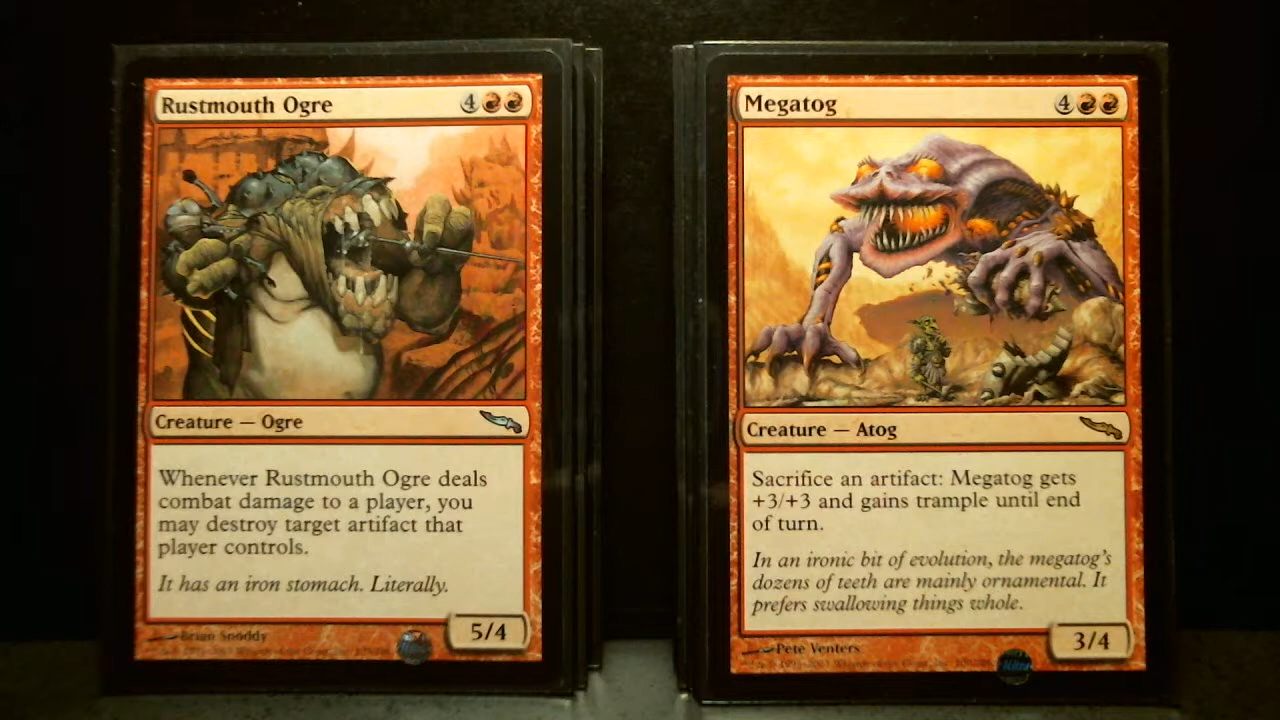 Rustmouth Ogre
4
Creature — Ogre
Whenever Rustmouth Ogre deals
combat damage to a player, you
may destroy target artifact that
player controls.
It has an iron stomach. Literally.
5/4
Brian Snoddy
Megatog
4
Creature — Atog
Sacrifice an artifact: Megatog gets
+3/+3 and gains trample until end
of turn.
In an ironic bit of evolution, the megatog's
dozens of teeth are mainly ornamental. It
prefers swallowing things whole.
3/4
Pete Venters